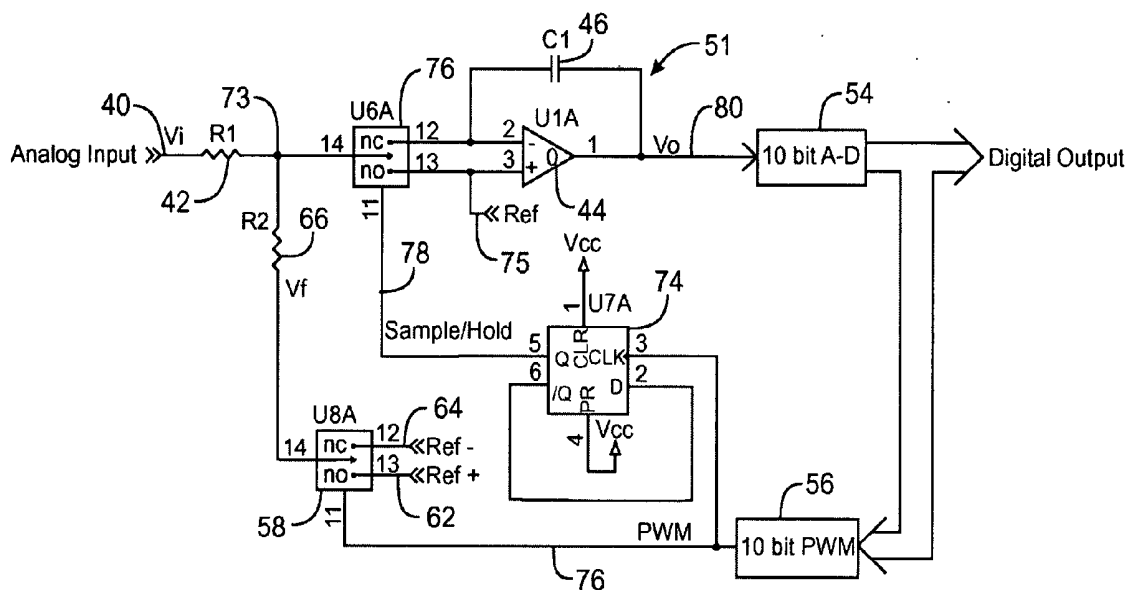 C1
46
51
76
40
73
U6A
U1A
80
54
Vi
R1
nc
12
2
-
Analog Input
14
1
Vo
10 bit A-D
Digital Output
no
13
3
+
0
42
11
Ref
44
R2
66
75
Vcc
78
Vf
1
U7A
74
Sample/Hold
CLR
5
Q
CLK
3
6
/Q
D
2
PR
U8A
64
4
Vcc
14
nc
12
Ref -
no
13
Ref +
56
58
11
62
PWM
10 bit PWM
76